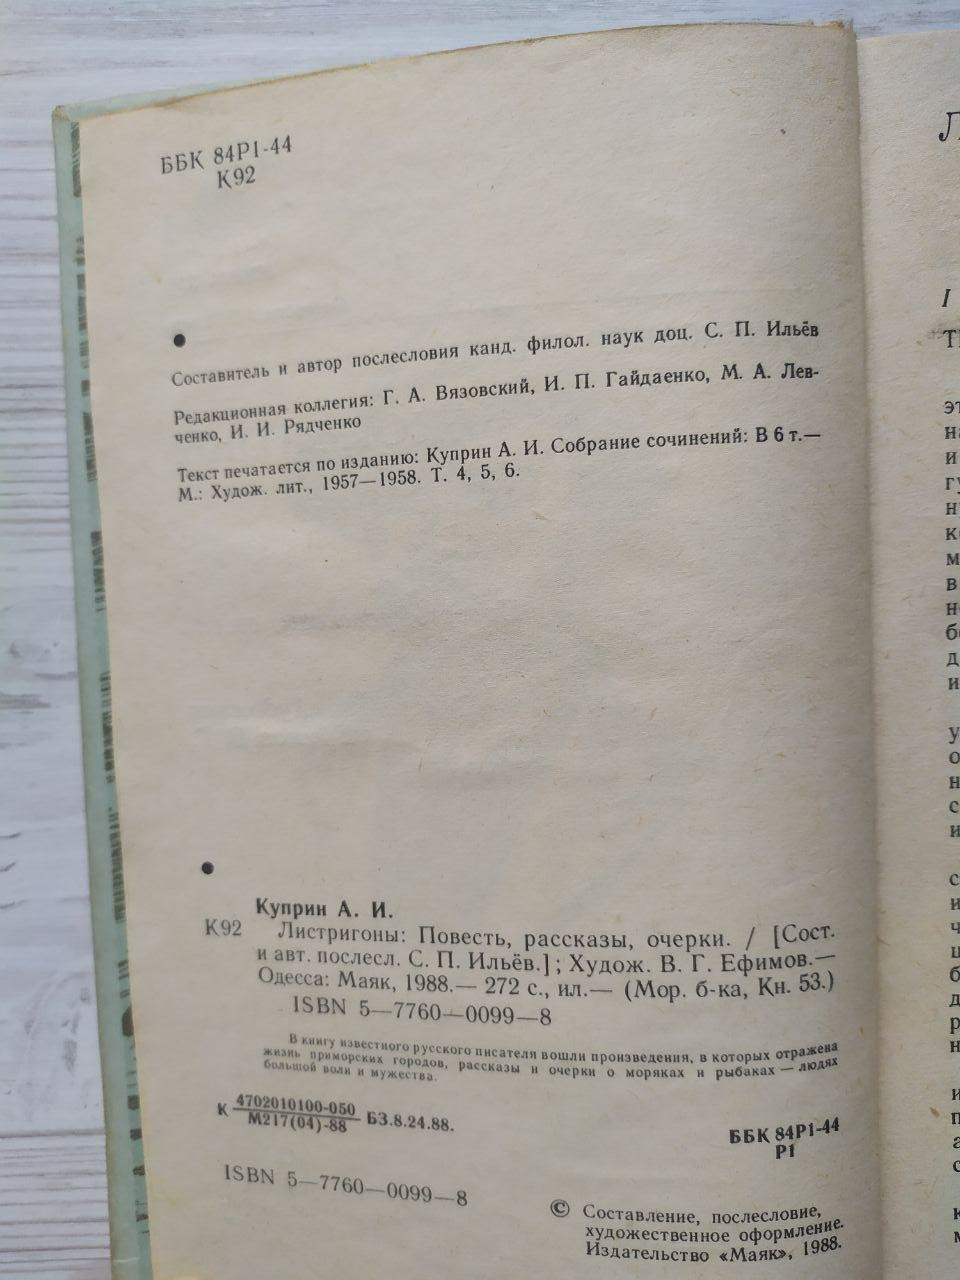 ББК 84Р1-44
К92
Составитель и автор послесловия канд. филол. наук доц. С. П. Ильёв
Редакционная коллегия: Г. А. Вязовский, И. П. Гайдаенко, М. А. Лев-
ченко, И. И. Рядченко
Текст печатается по изданию: Куприн А. И. Собрание сочинений: В 6 т.—
М.: Худож. лит., 1957—1958. Т. 4, 5, 6.
Куприн А. И.
К92 Листригоны: Повесть, рассказы, очерки. / [Сост.
и авт. послесл. С. П. Ильёв.] ; Худож. В. Г. Ефимов.—
Одесса: Маяк, 1988.— 272 с., ил.— (Мор. б-ка, Кн. 53.)
ISBN 5—7760—0099—8
В книгу известного русского писателя вошли произведения, в которых отражена
жизнь приморских городов, рассказы и очерки о моряках и рыбаках — людях
большой воли и мужества.
К 4702010100-050
М217(04)-88 БЗ.8.24.88.
ББК 84Р1-44
Р1
ISBN 5—7760—0099—8
© Составление, послесловие,
художественное оформление.
Издательство «Маяк», 1988.